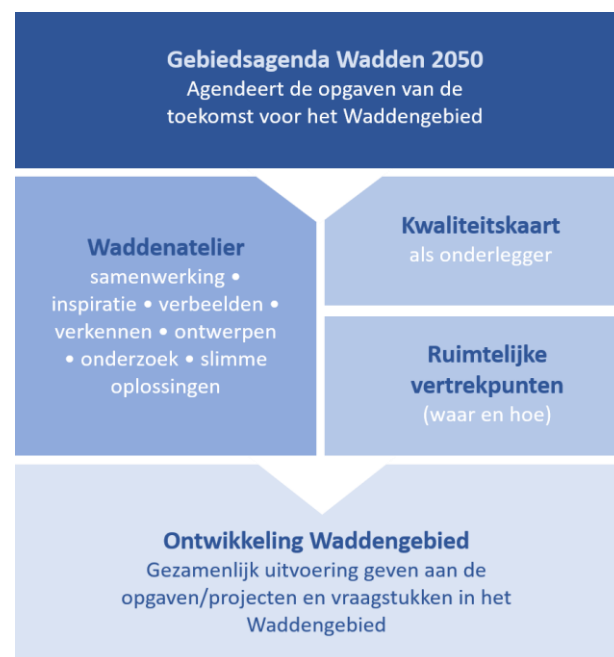 Gebiedsagenda Wadden 2050
Agendeert de opgaven van de
toekomst voor het Waddengebied
Waddenatelier
samenwerking •
inspiratie • verbeelden •
verkennen • ontwerpen
• onderzoek • slimme
oplossingen
Kwaliteitskaart
als onderlegger
Ruimtelijke
vertrekpunten
(waar en hoe)
Ontwikkeling Waddengebied
Gezamenlijk uitvoering geven aan de
opgaven/projecten en vraagstukken in het
Waddengebied